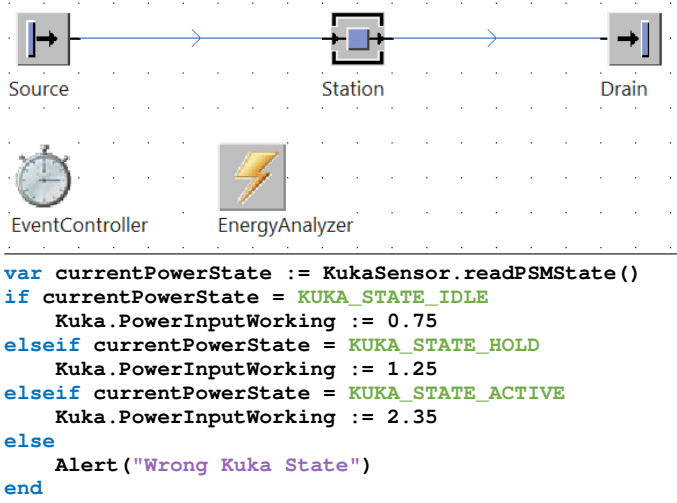 Source Station Drain
EventController EnergyAnalyzer
var currentPowerState := KukaSensor.readPSMState()
if currentPowerState = KUKA_STATE_IDLE
    Kuka.PowerInputWorking := 0.75
elseif currentPowerState = KUKA_STATE_HOLD
    Kuka.PowerInputWorking := 1.25
elseif currentPowerState = KUKA_STATE_ACTIVE
    Kuka.PowerInputWorking := 2.35
else
    Alert("Wrong Kuka State")
end